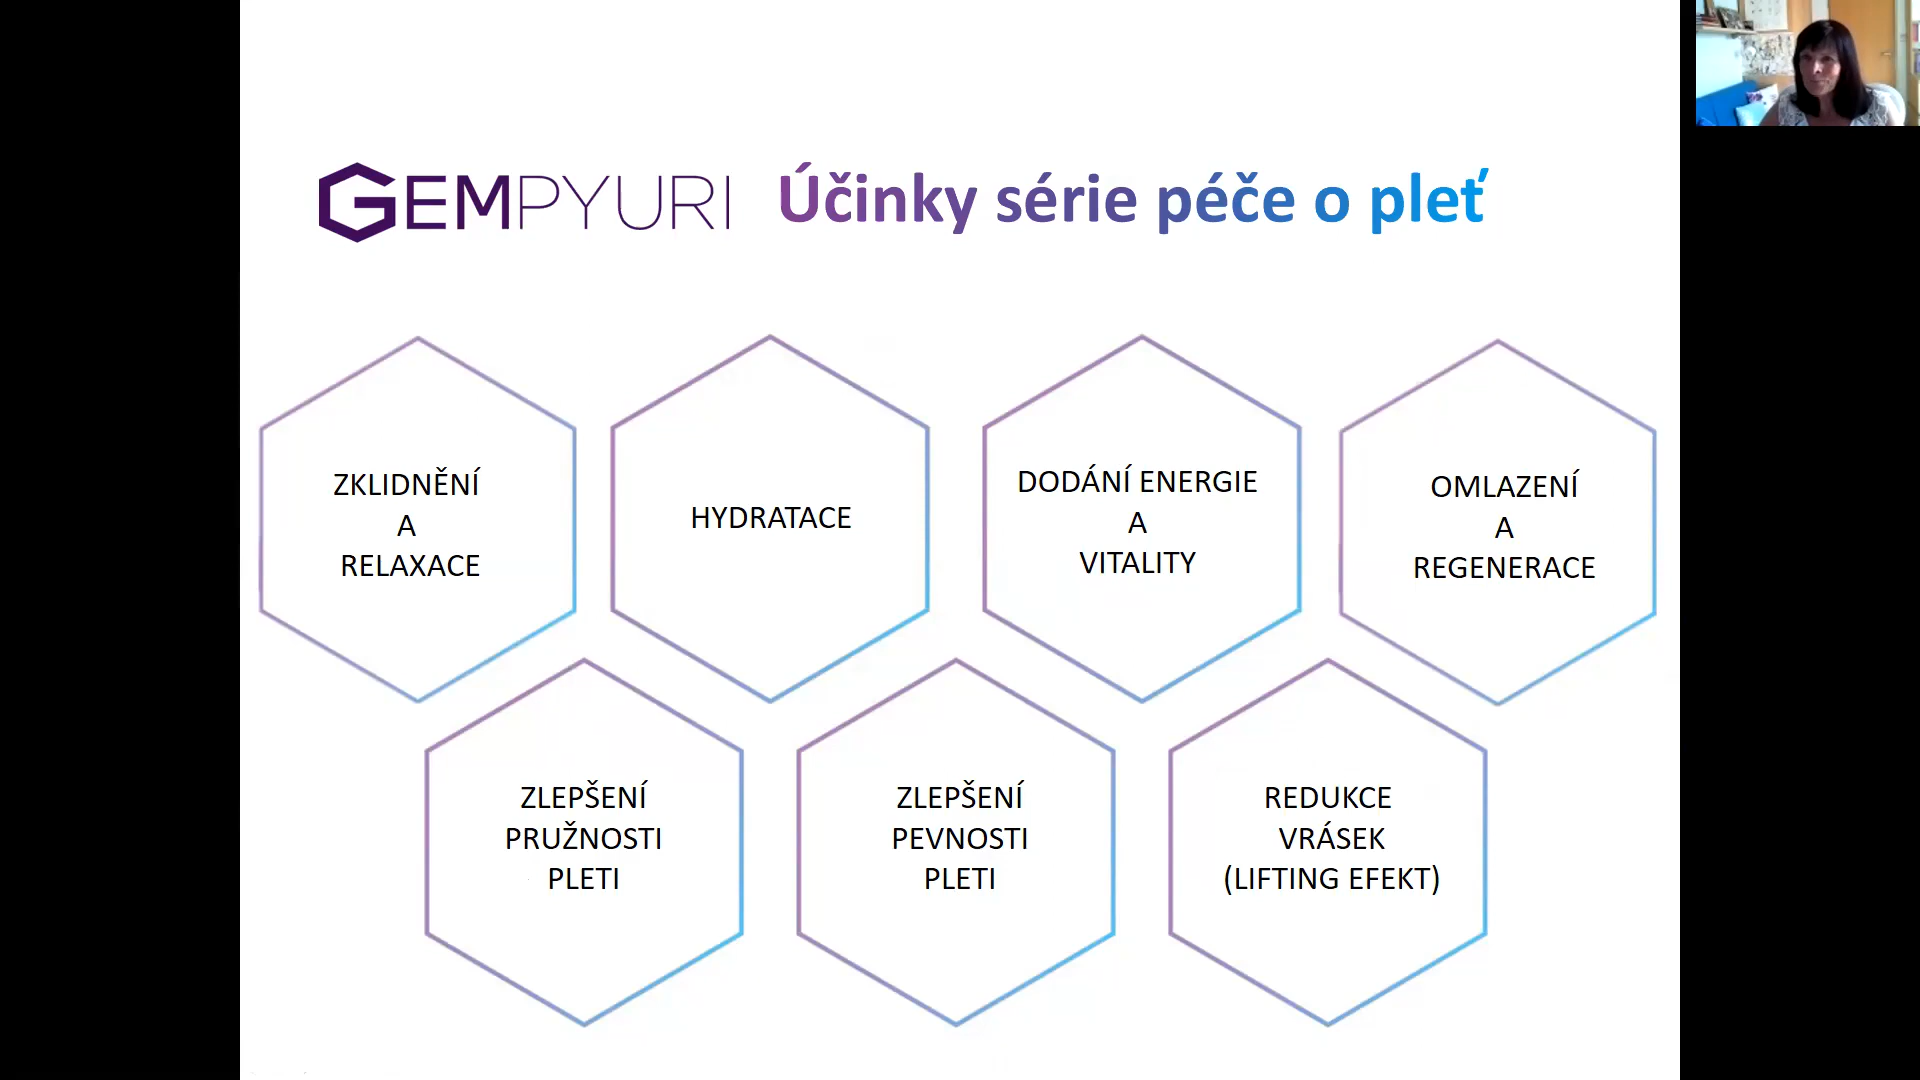 GEMPYURI Účinky série péče o pleť
ZKLIDNĚNÍ
A
RELAXACE
HYDRATACE
DODÁNÍ ENERGIE
A
VITALITY
OMLAZENÍ
A
REGENERACE
ZLEPŠENÍ
PRUŽNOSTI
PLETI
ZLEPŠENÍ
PEVNOSTI
PLETI
REDUKCE
VRÁSEK
(LIFTING EFEKT)